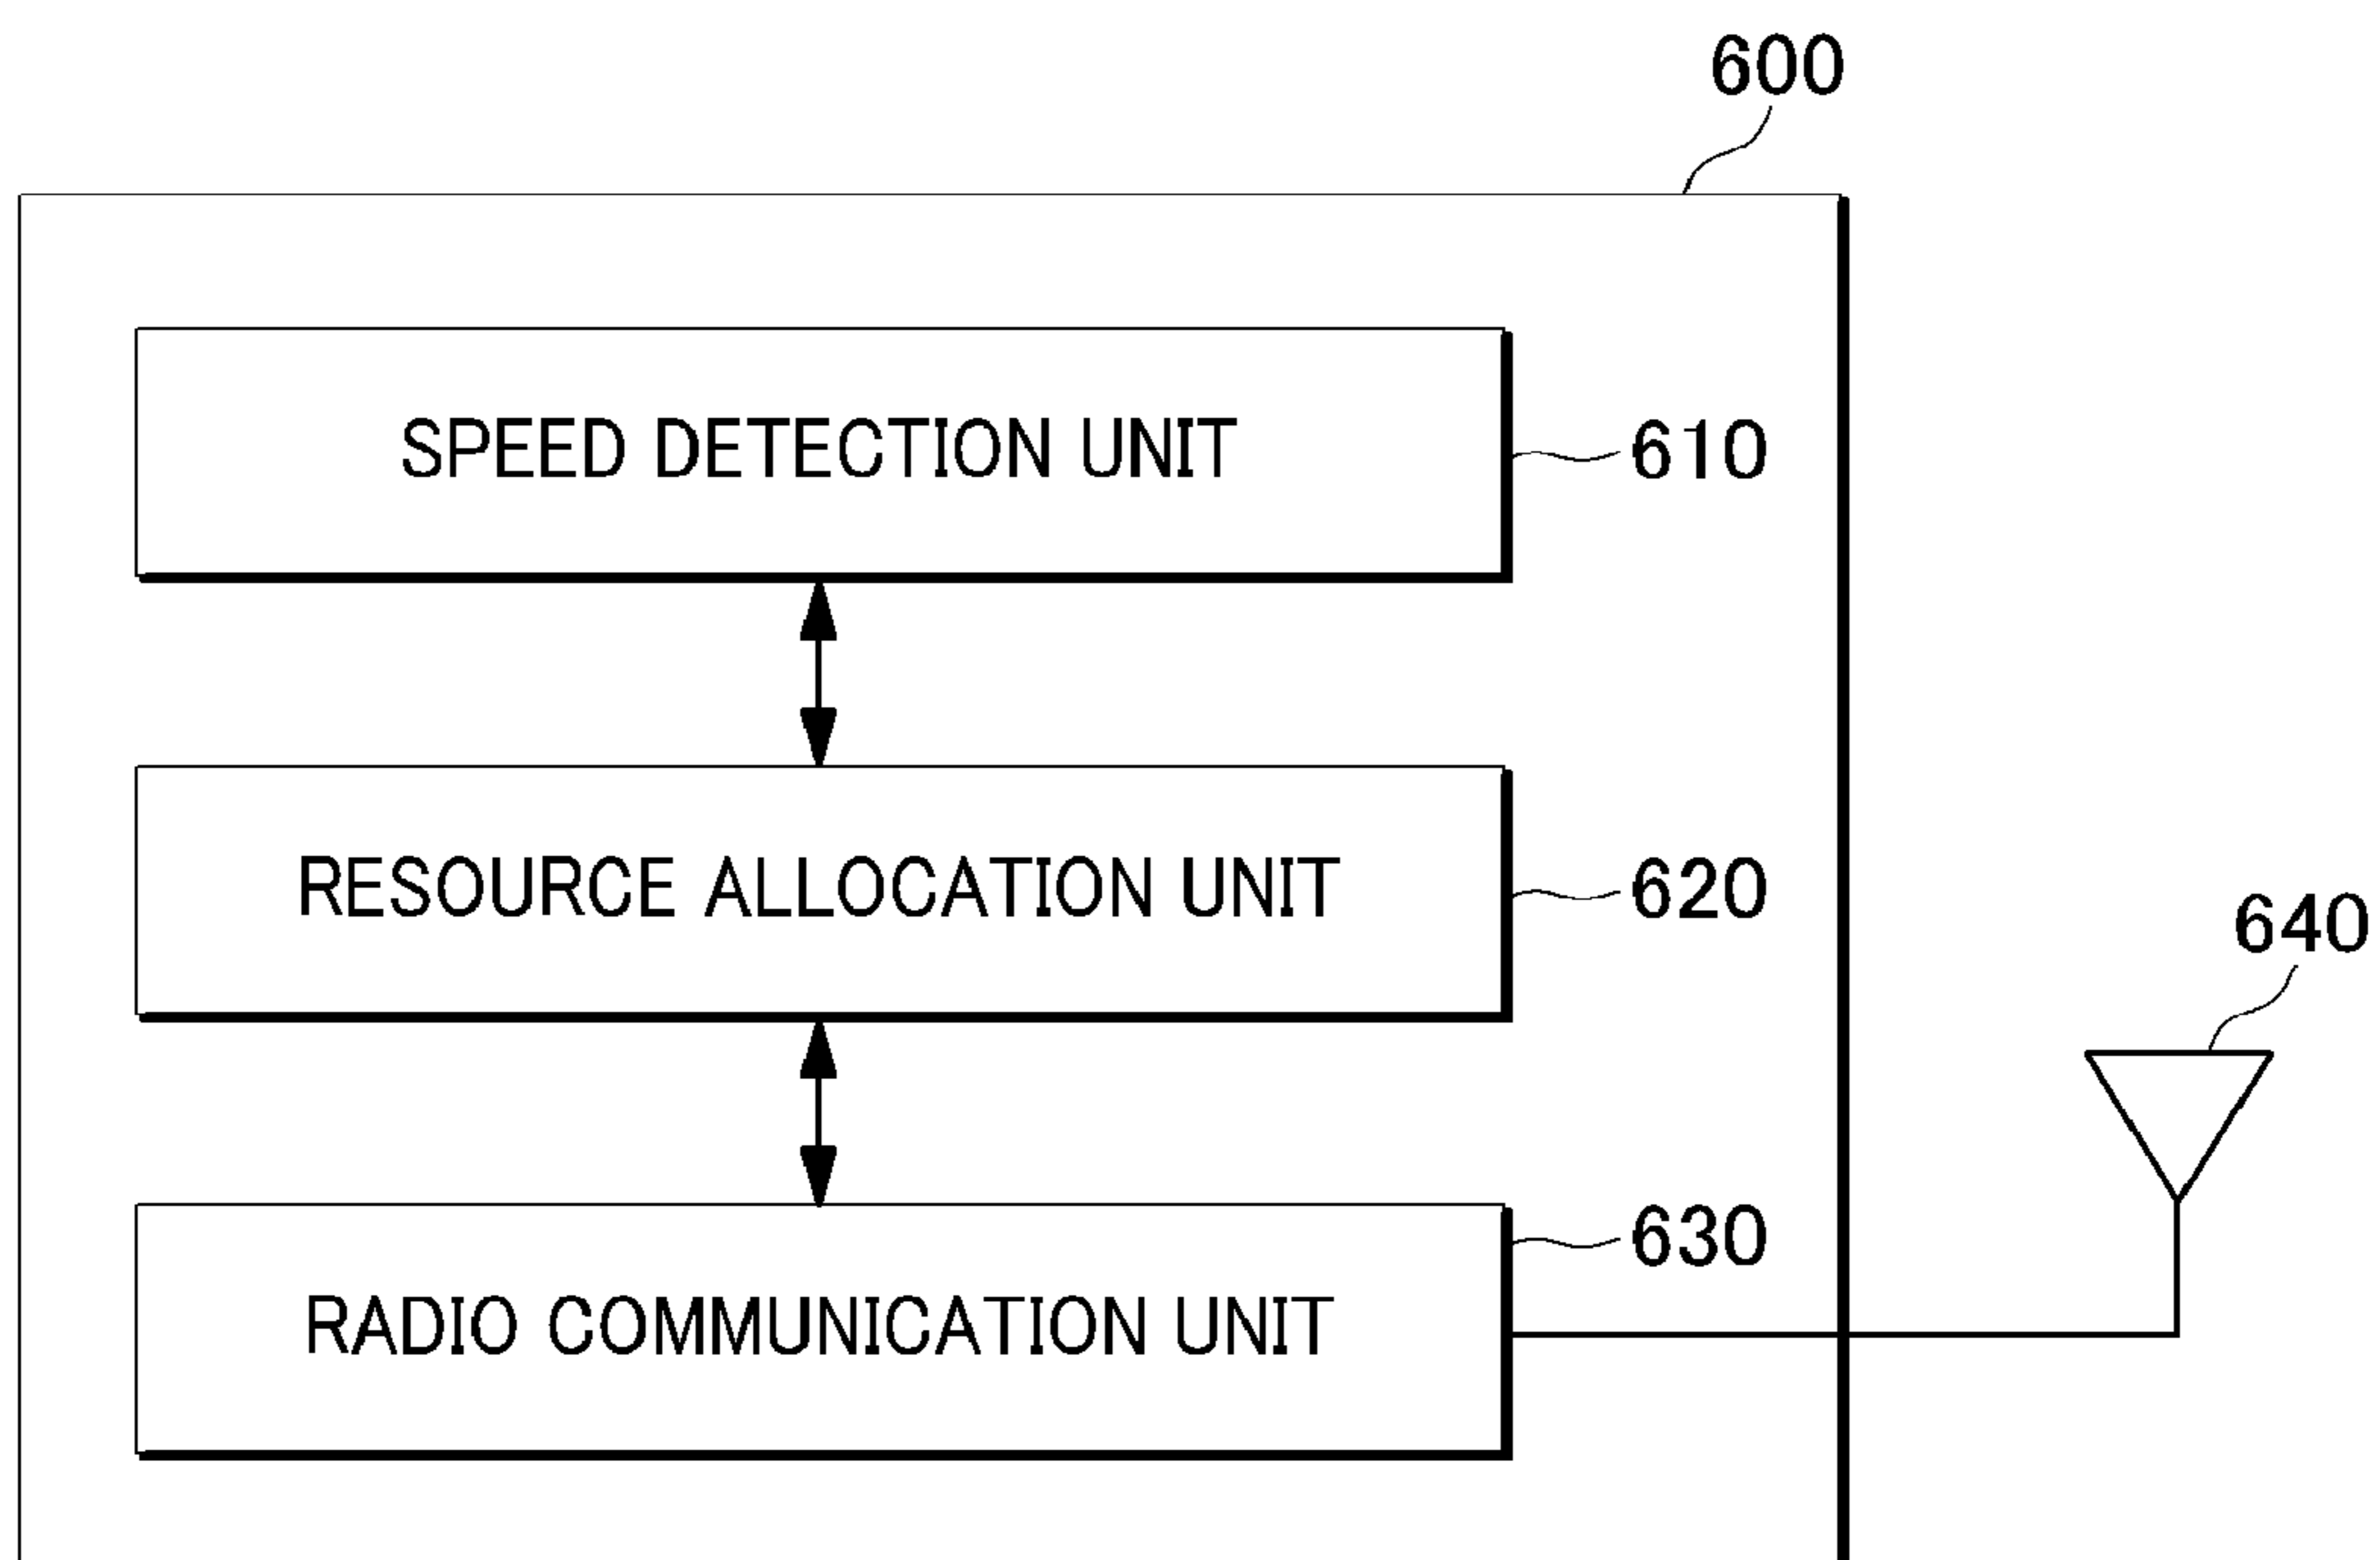 600
SPEED DETECTION UNIT
610
RESOURCE ALLOCATION UNIT
620
640
630
RADIO COMMUNICATION UNIT